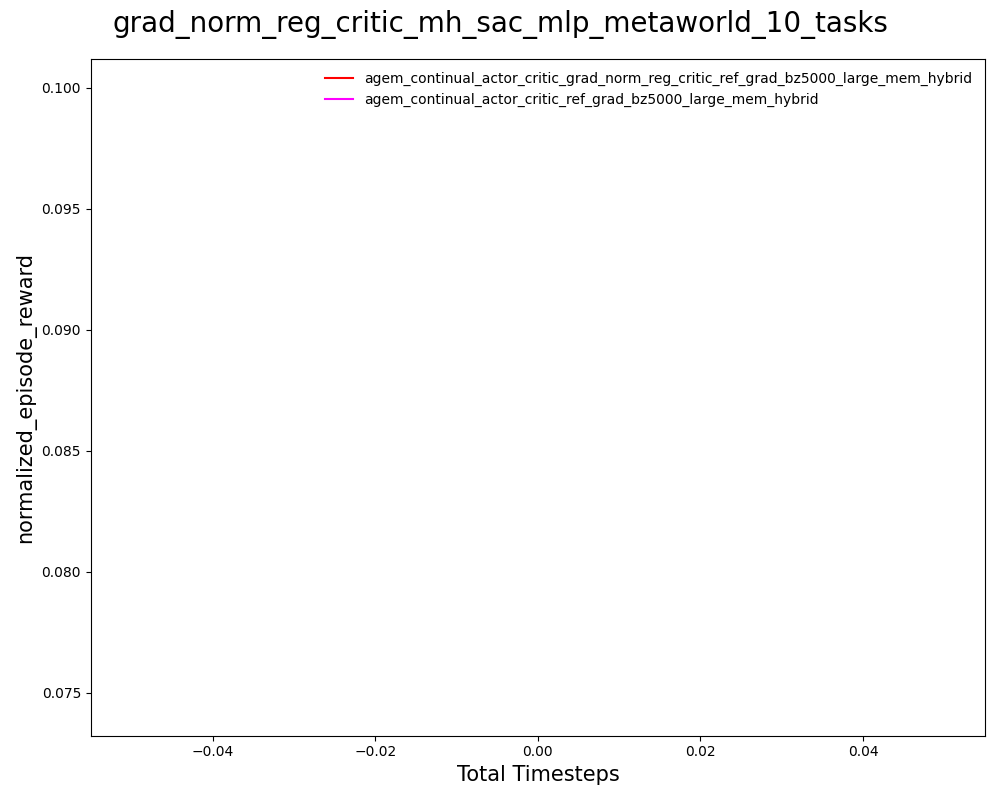 grad_norm_reg_critic_mh_sac_mlp_metaworld_10_tasks
agem_continual_actor_critic_grad_norm_reg_critic_ref_grad_bz5000_large_mem_hybrid
agem_continual_actor_critic_ref_grad_bz5000_large_mem_hybrid
normalized_episode_reward
0.100
0.095
0.090
0.085
0.080
0.075
−0.04
−0.02
0.00
0.02
0.04
Total Timesteps